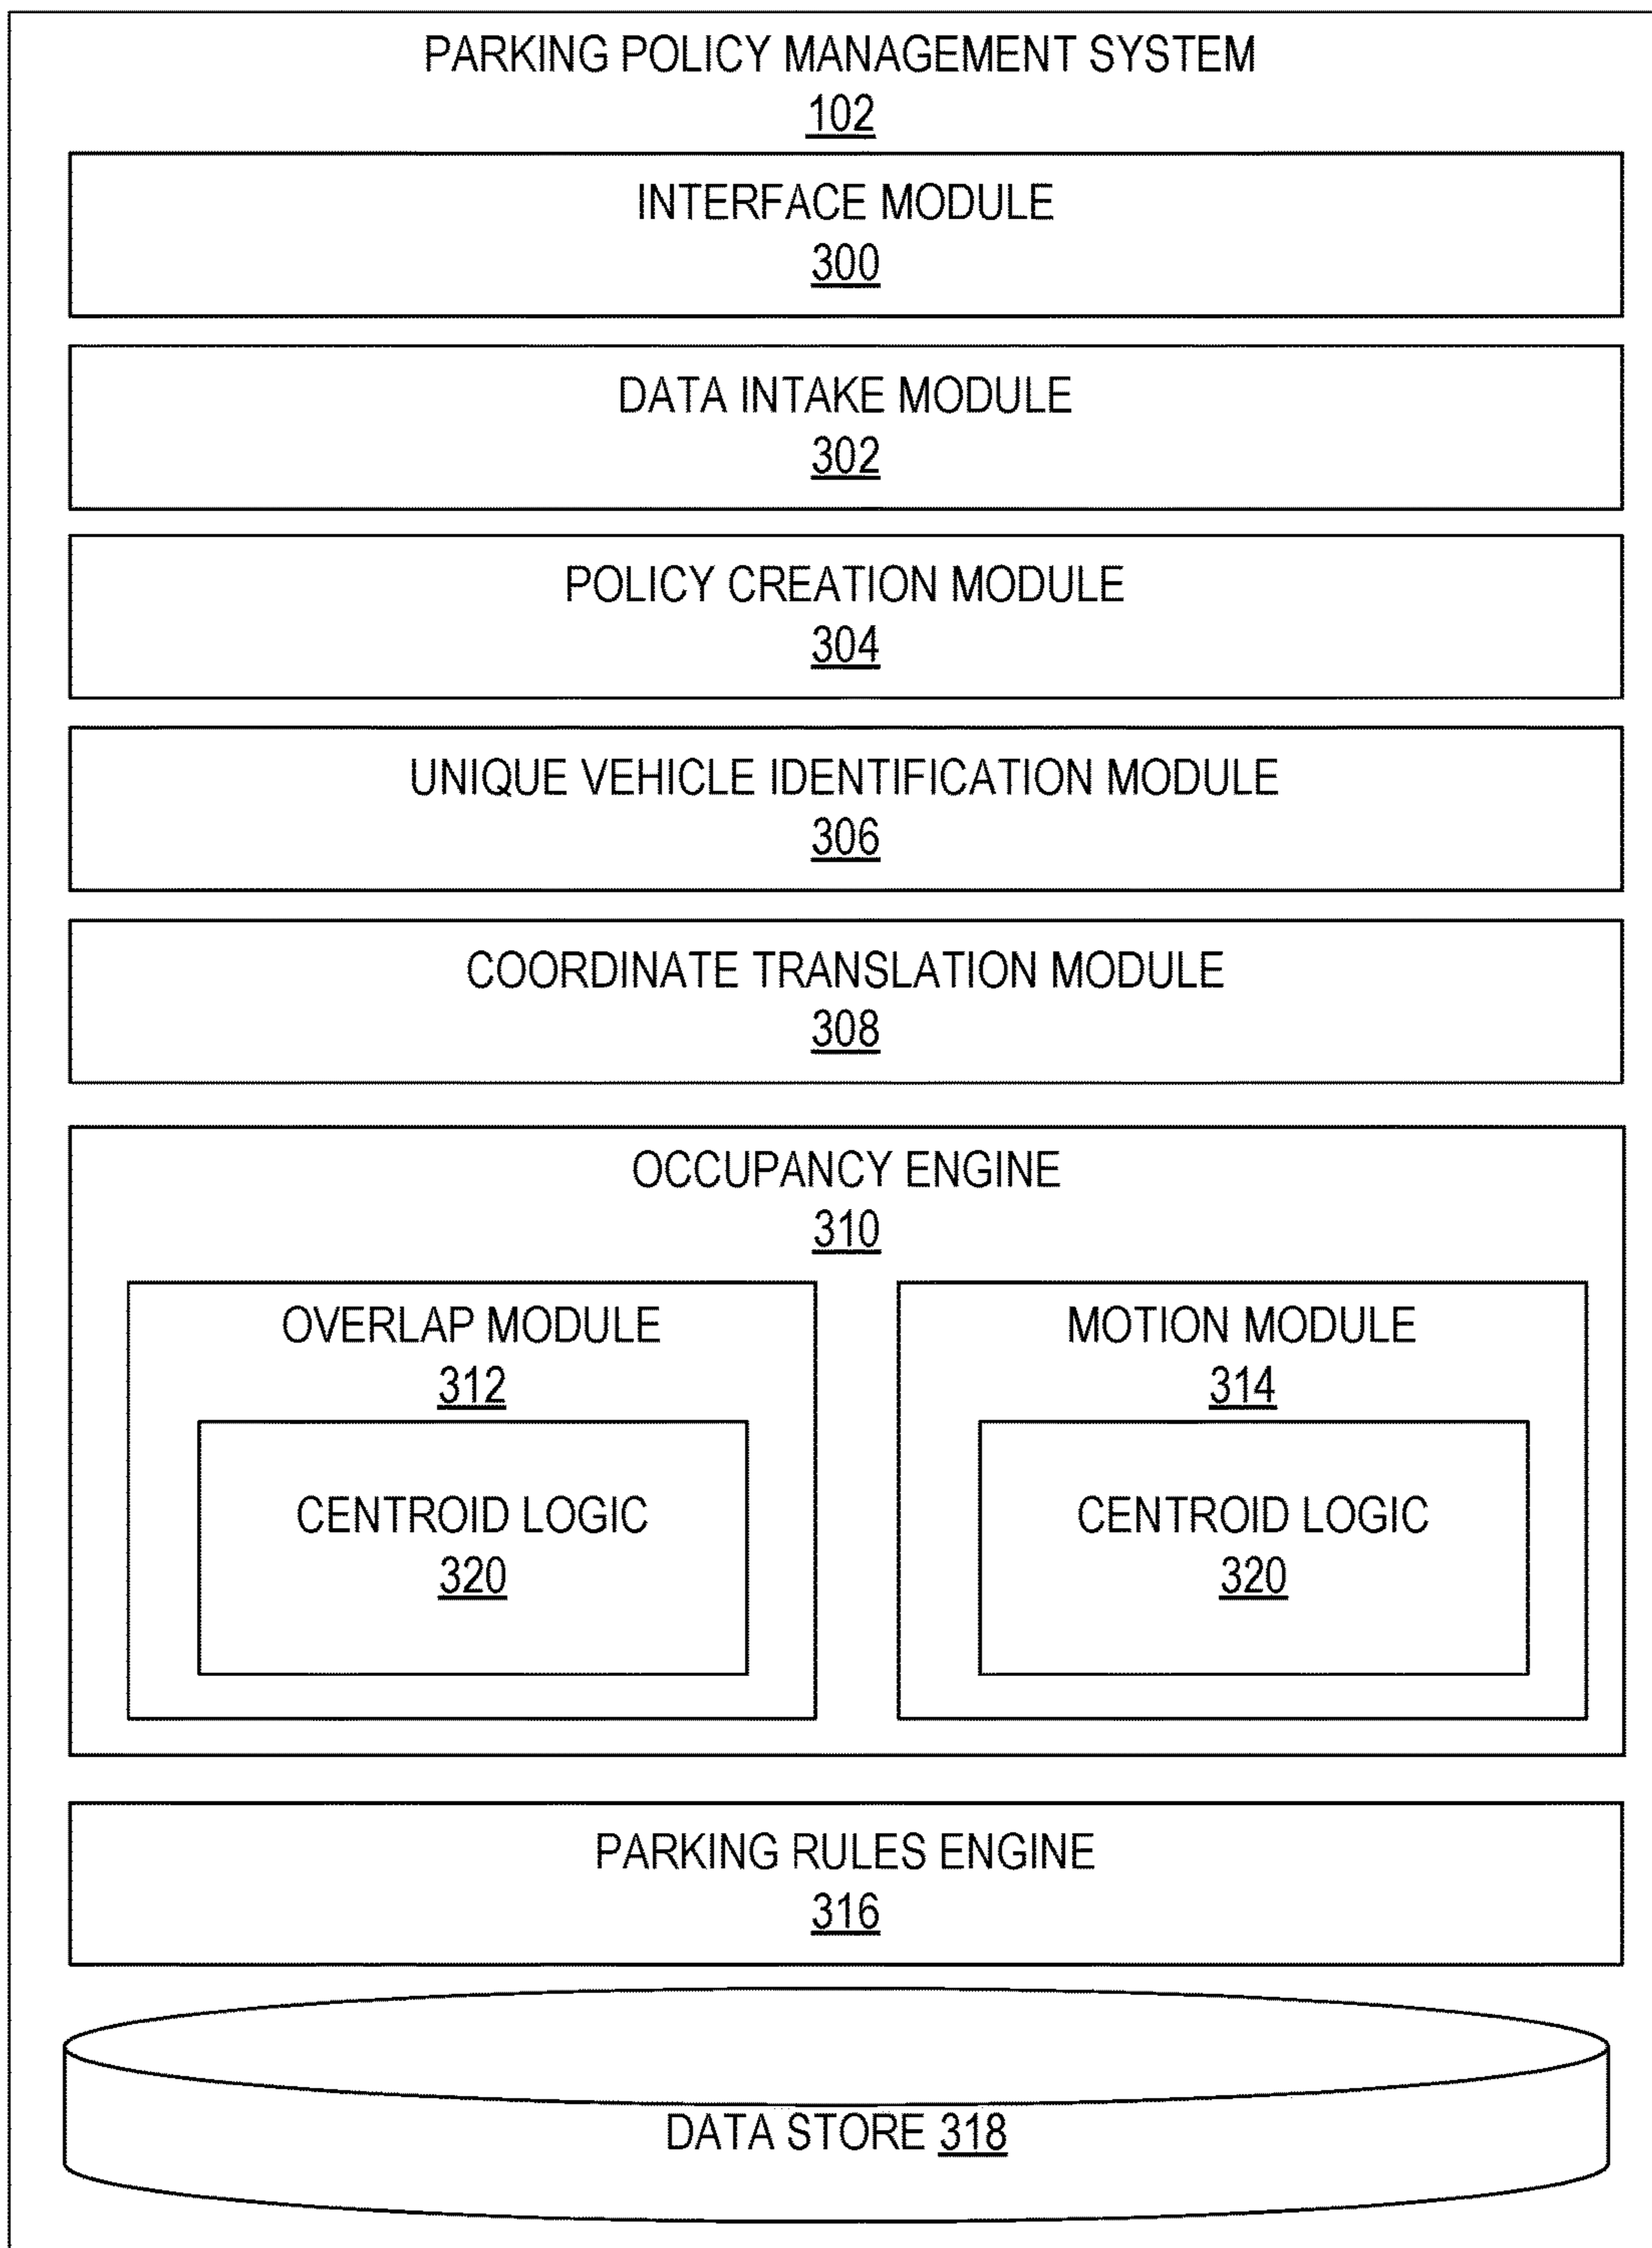 PARKING POLICY MANAGEMENT SYSTEM
102
INTERFACE MODULE
300
DATA INTAKE MODULE
302
POLICY CREATION MODULE
304
UNIQUE VEHICLE IDENTIFICATION MODULE
306
COORDINATE TRANSLATION MODULE
308
OCCUPANCY ENGINE
310
OVERLAP MODULE
312
CENTROID LOGIC
320
MOTION MODULE
314
CENTROID LOGIC
320
PARKING RULES ENGINE
316
DATA STORE 318